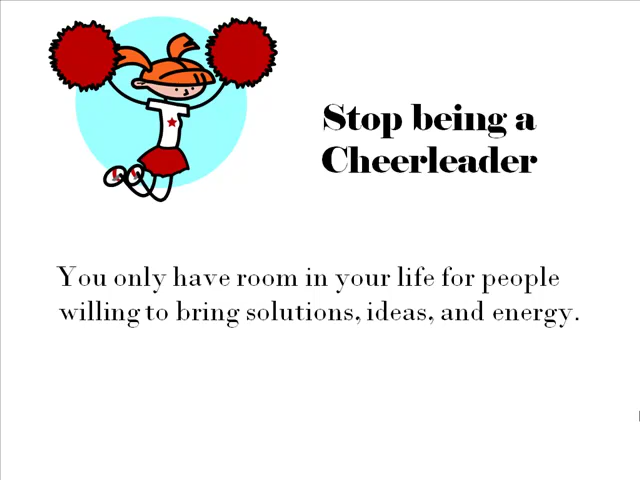 Stop being a
Cheerleader
You only have room in your life for people
willing to bring solutions, ideas, and energy.